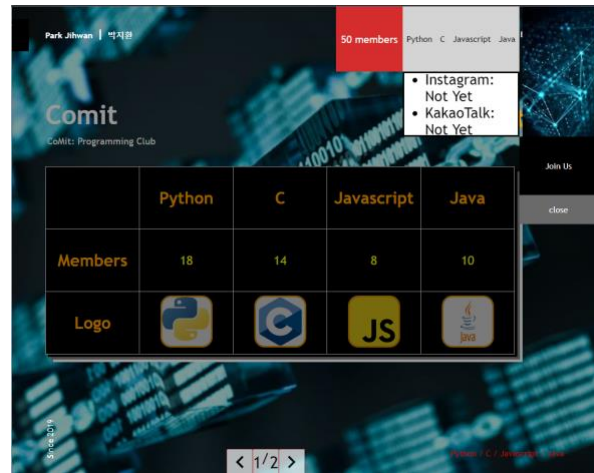 Park Jihwan | 박지환
50 members
Python C Javascript Java
Instagram:
Not Yet
KakaoTalk:
Not Yet
Comit
CoMit: Programming Club
Join Us
close
Python C Javascript Java
Members 18 14 8 10
Logo
JS
Java
Since 2019
< 1/2 >
Python / C / Javascript / Java